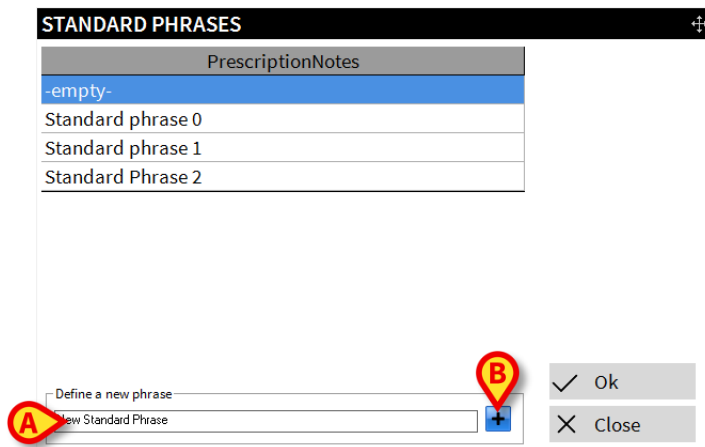 STANDARD PHRASES
PrescriptionNotes
-empty-
Standard phrase 0
Standard phrase 1
Standard Phrase 2
B
Ok
Define a new phrase
A
New Standard Phrase
+
Close